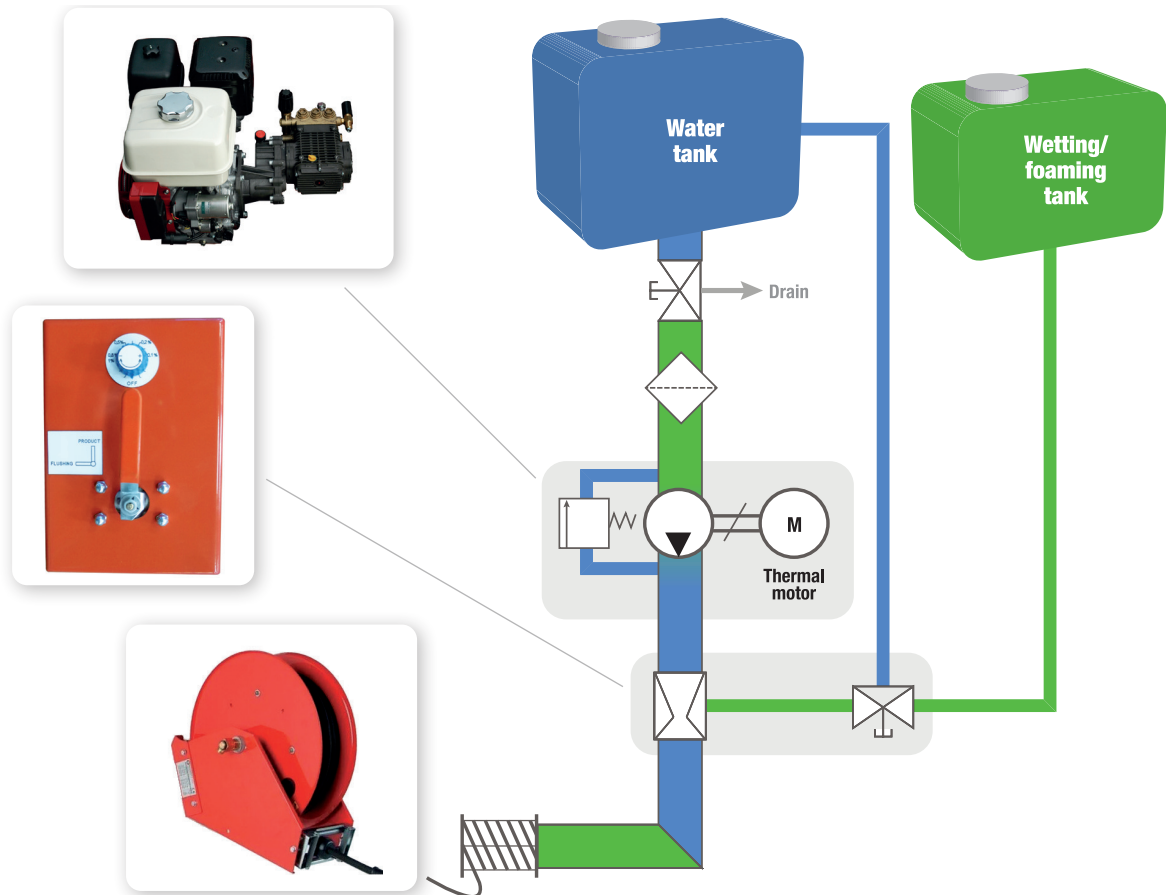 Water
tank
Wetting/
foaming
tank
Drain
OFF
PRODUCT
FLUSHING
M
Thermal
motor